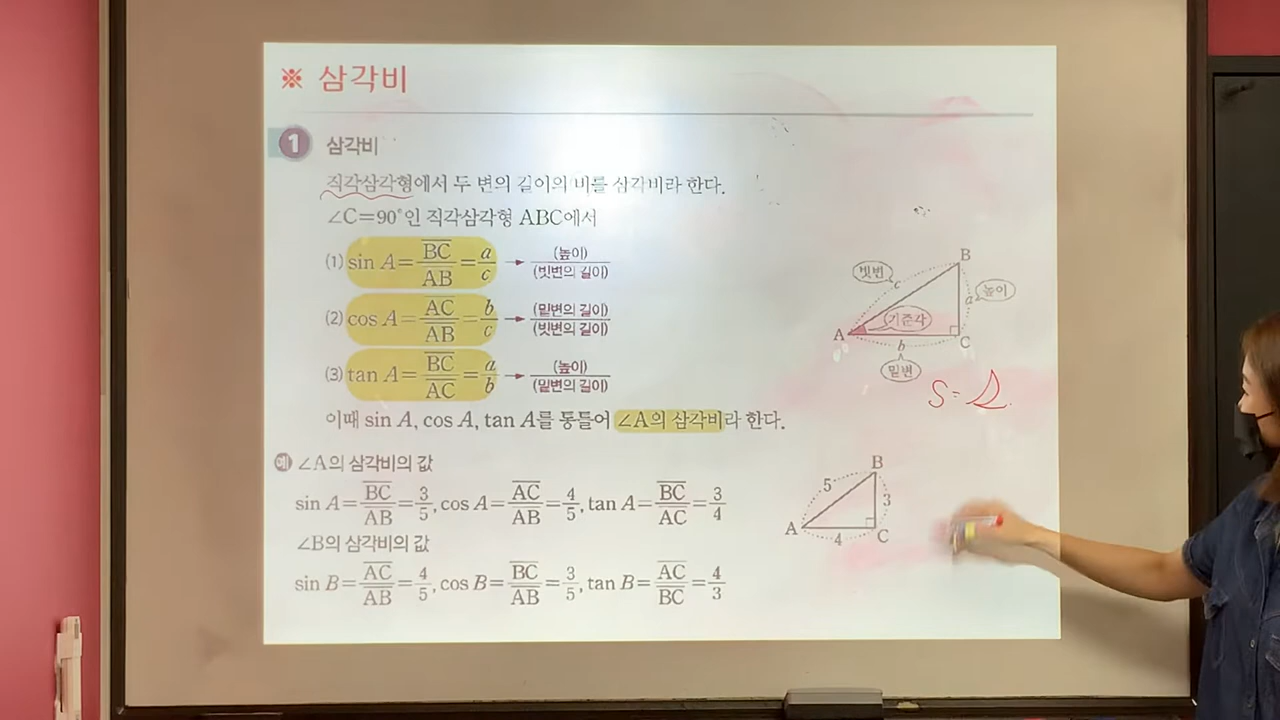 ※ 삼각비
1 삼각비
직각삼각형에서 두 변의 길이의 비를 삼각비라 한다.
∠C=90°인 직각삼각형 ABC에서
(1) sin A = BC/AB = a/c → (높이)/(빗변의 길이)
(2) cos A = AC/AB = b/c → (밑변의 길이)/(빗변의 길이)
(3) tan A = BC/AC = a/b → (높이)/(밑변의 길이)
이때 sin A, cos A, tan A를 통틀어 ∠A의 삼각비라 한다.
B
빗변
c
a
높이
기준각
A
b
C
밑변
S=
예 ∠A의 삼각비의 값
sin A = BC/AB = 3/5, cos A = AC/AB = 4/5, tan A = BC/AC = 3/4
∠B의 삼각비의 값
sin B = AC/AB = 4/5, cos B = BC/AB = 3/5, tan B = AC/BC = 4/3
B
5
3
A
4
C